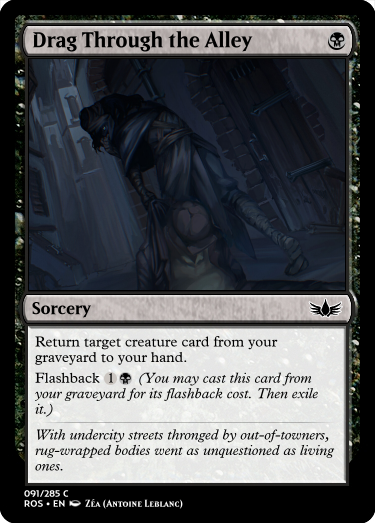 Drag Through the Alley
Sorcery
Return target creature card from your
graveyard to your hand.
Flashback 1 (You may cast this card from
your graveyard for its flashback cost. Then exile
it.)
With undercity streets thronged by out-of-towners,
rug-wrapped bodies went as unquestioned as living
ones.
091/285 C
ROS • EN Zéa (Antoine Leblanc)